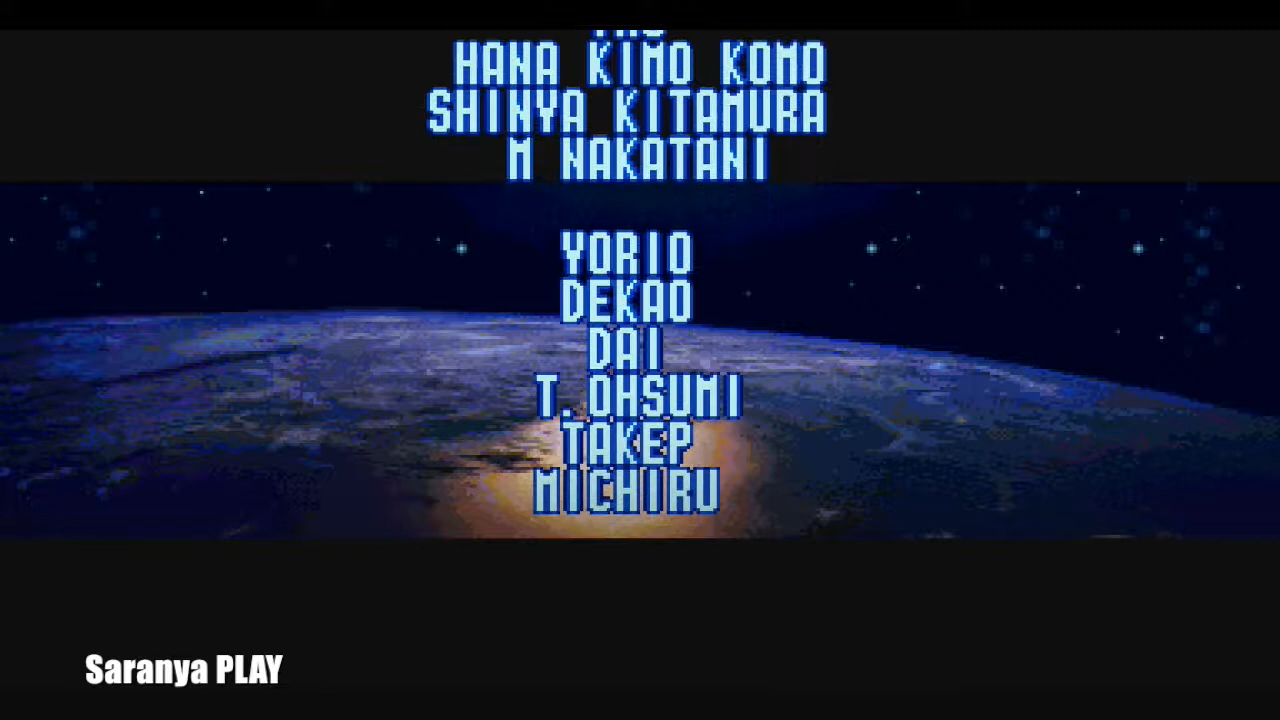 HANA KIMO KOMO
SHINYA KITAMURA
M NAKATANI
YORIO
DEKAO
DAI
T. OHSUMI
TAKEP
MICHIRU
Saranya PLAY